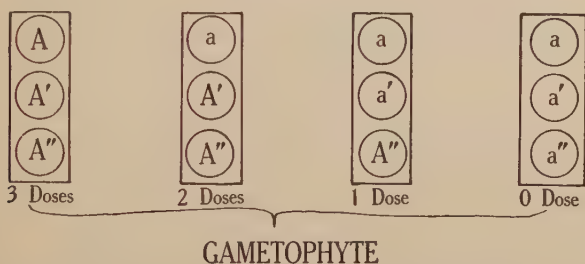 A a a a
A' A' a' a'
A" A" A" a"
3 Doses 2 Doses 1 Dose 0 Dose
GAMETOPHYTE